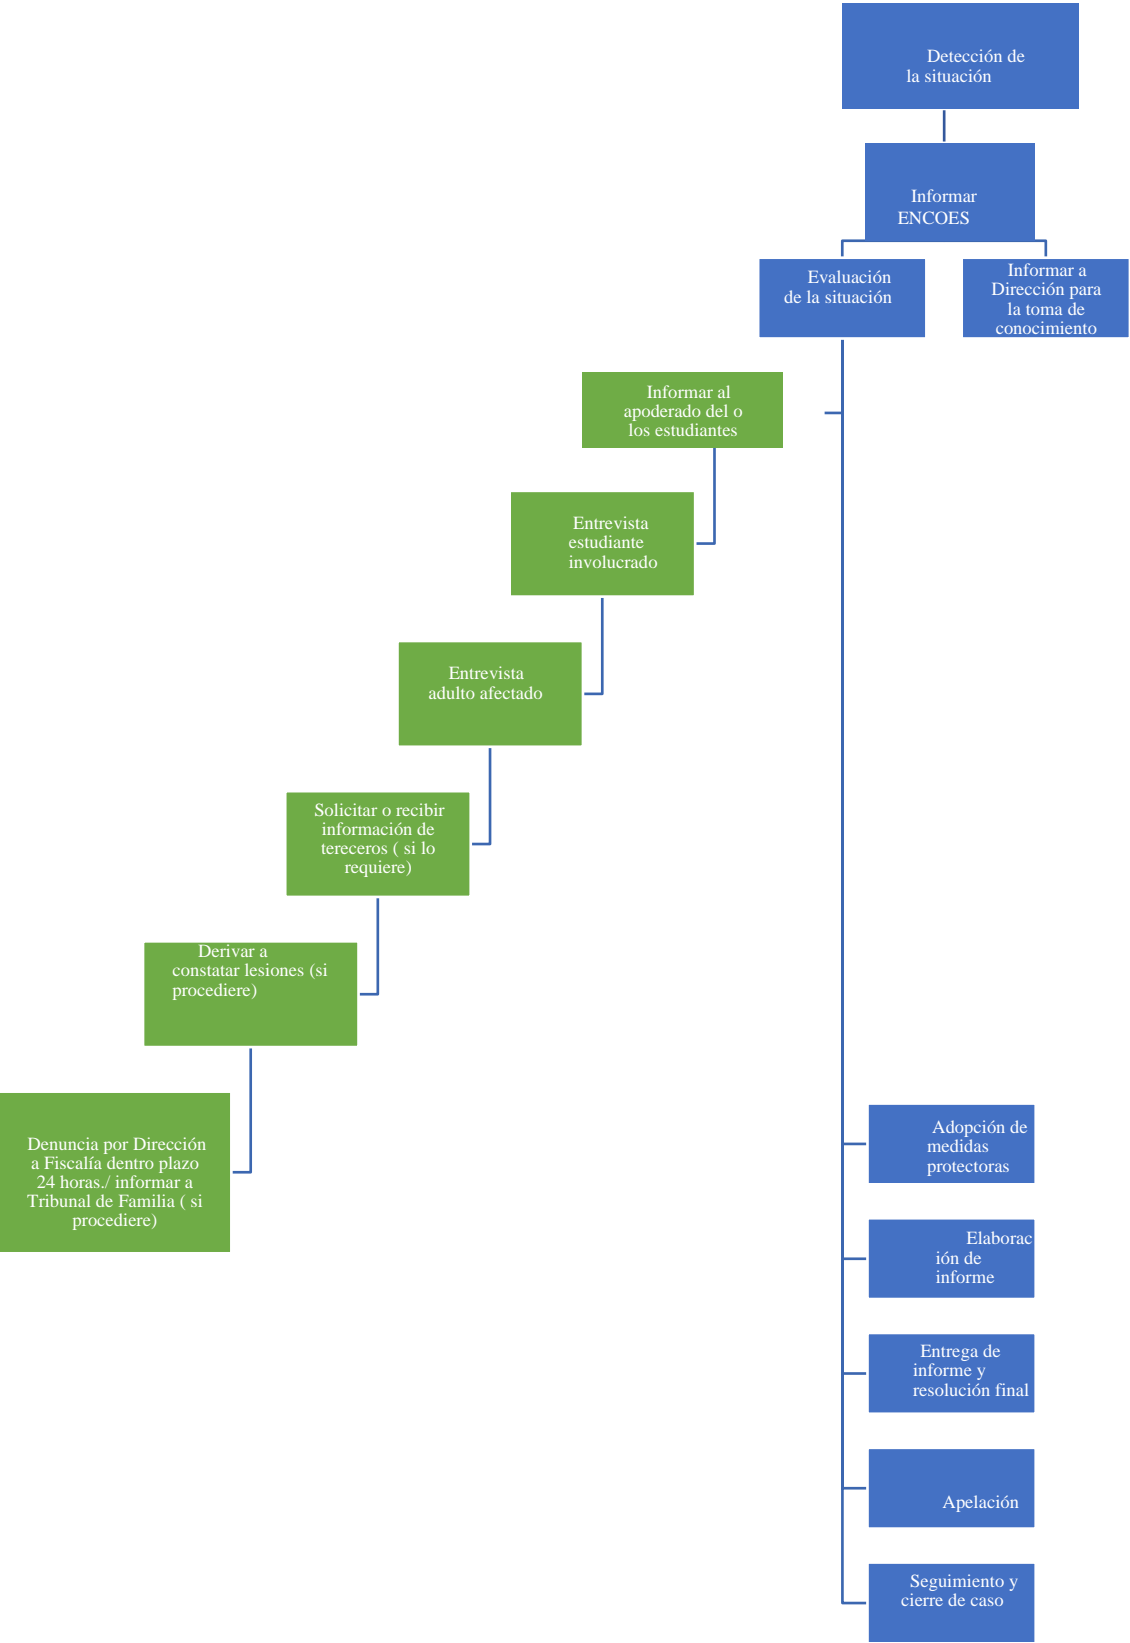 Detección de
la situación
Informar
ENCOES
Evaluación
de la situación
Informar a
Dirección para
la toma de
conocimiento
Informar al
apoderado del o
los estudiantes
Entrevista
estudiante
involucrado
Entrevista
adulto afectado
Solicitar o recibir
información de
tereceros ( si lo
requiere)
Derivar a
constatar lesiones (si
procediere)
Denuncia por Dirección
a Fiscalía dentro plazo
24 horas./ informar a
Tribunal de Familia ( si
procediere)
Adopción de
medidas
protectoras
Elaborac
ión de
informe
Entrega de
informe y
resolución final
Apelación
Seguimiento y
cierre de caso